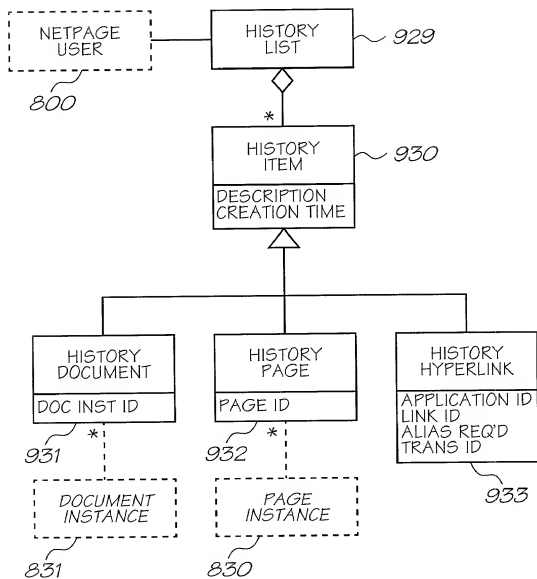 NETPAGE
USER
800
HISTORY
LIST
929
*
HISTORY
ITEM
930
DESCRIPTION
CREATION TIME
HISTORY
DOCUMENT
DOC INST ID
931
*
DOCUMENT
INSTANCE
831
HISTORY
PAGE
PAGE ID
932
*
PAGE
INSTANCE
830
HISTORY
HYPERLINK
APPLICATION ID
LINK ID
ALIAS REQ'D
TRANS ID
933